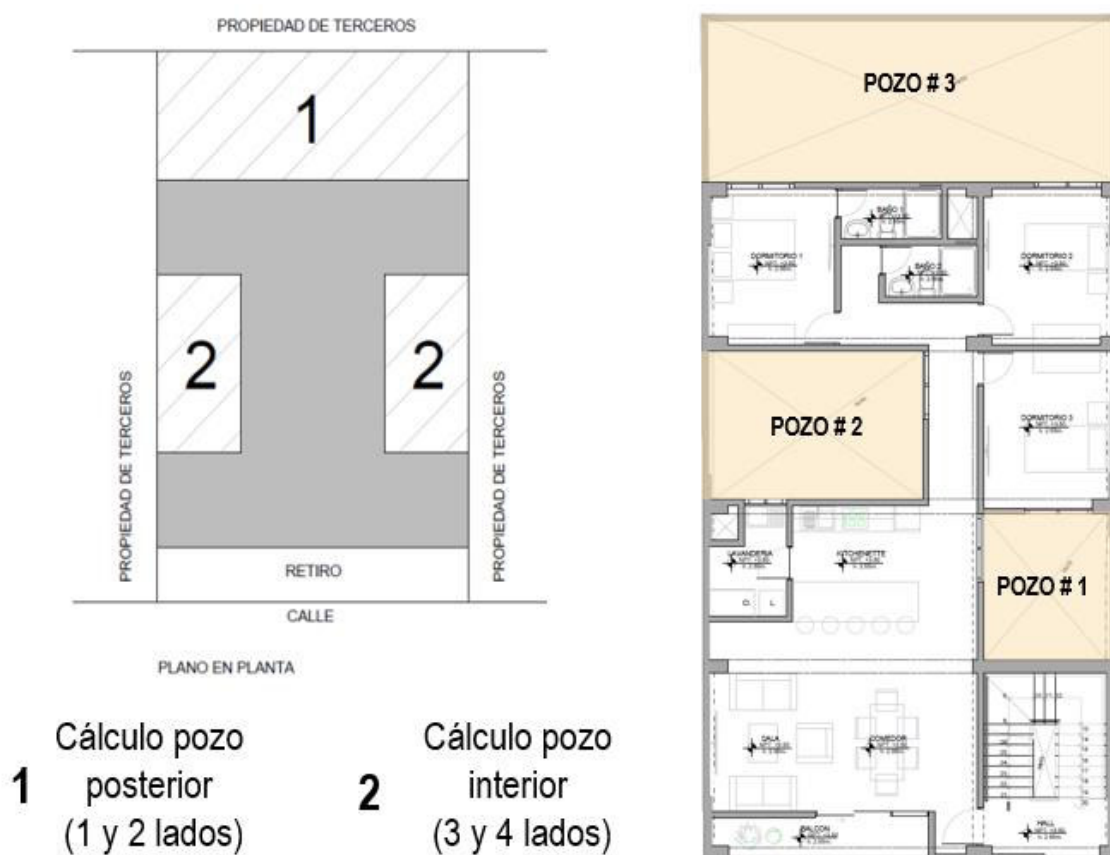 PROPIEDAD DE TERCEROS
1
2
2
PROPIEDAD DE TERCEROS
PROPIEDAD DE TERCEROS
RETIRO
CALLE
PLANO EN PLANTA
1
Cálculo pozo
posterior
(1 y 2 lados)
2
Cálculo pozo
interior
(3 y 4 lados)
POZO # 3
BAÑO 1
DORMITORIO 1
BAÑO 2
DORMITORIO 2
POZO # 2
DORMITORIO 3
LAVANDERIA
KITCHENETTE
POZO # 1
SALA
COMEDOR
BALCON
HALL